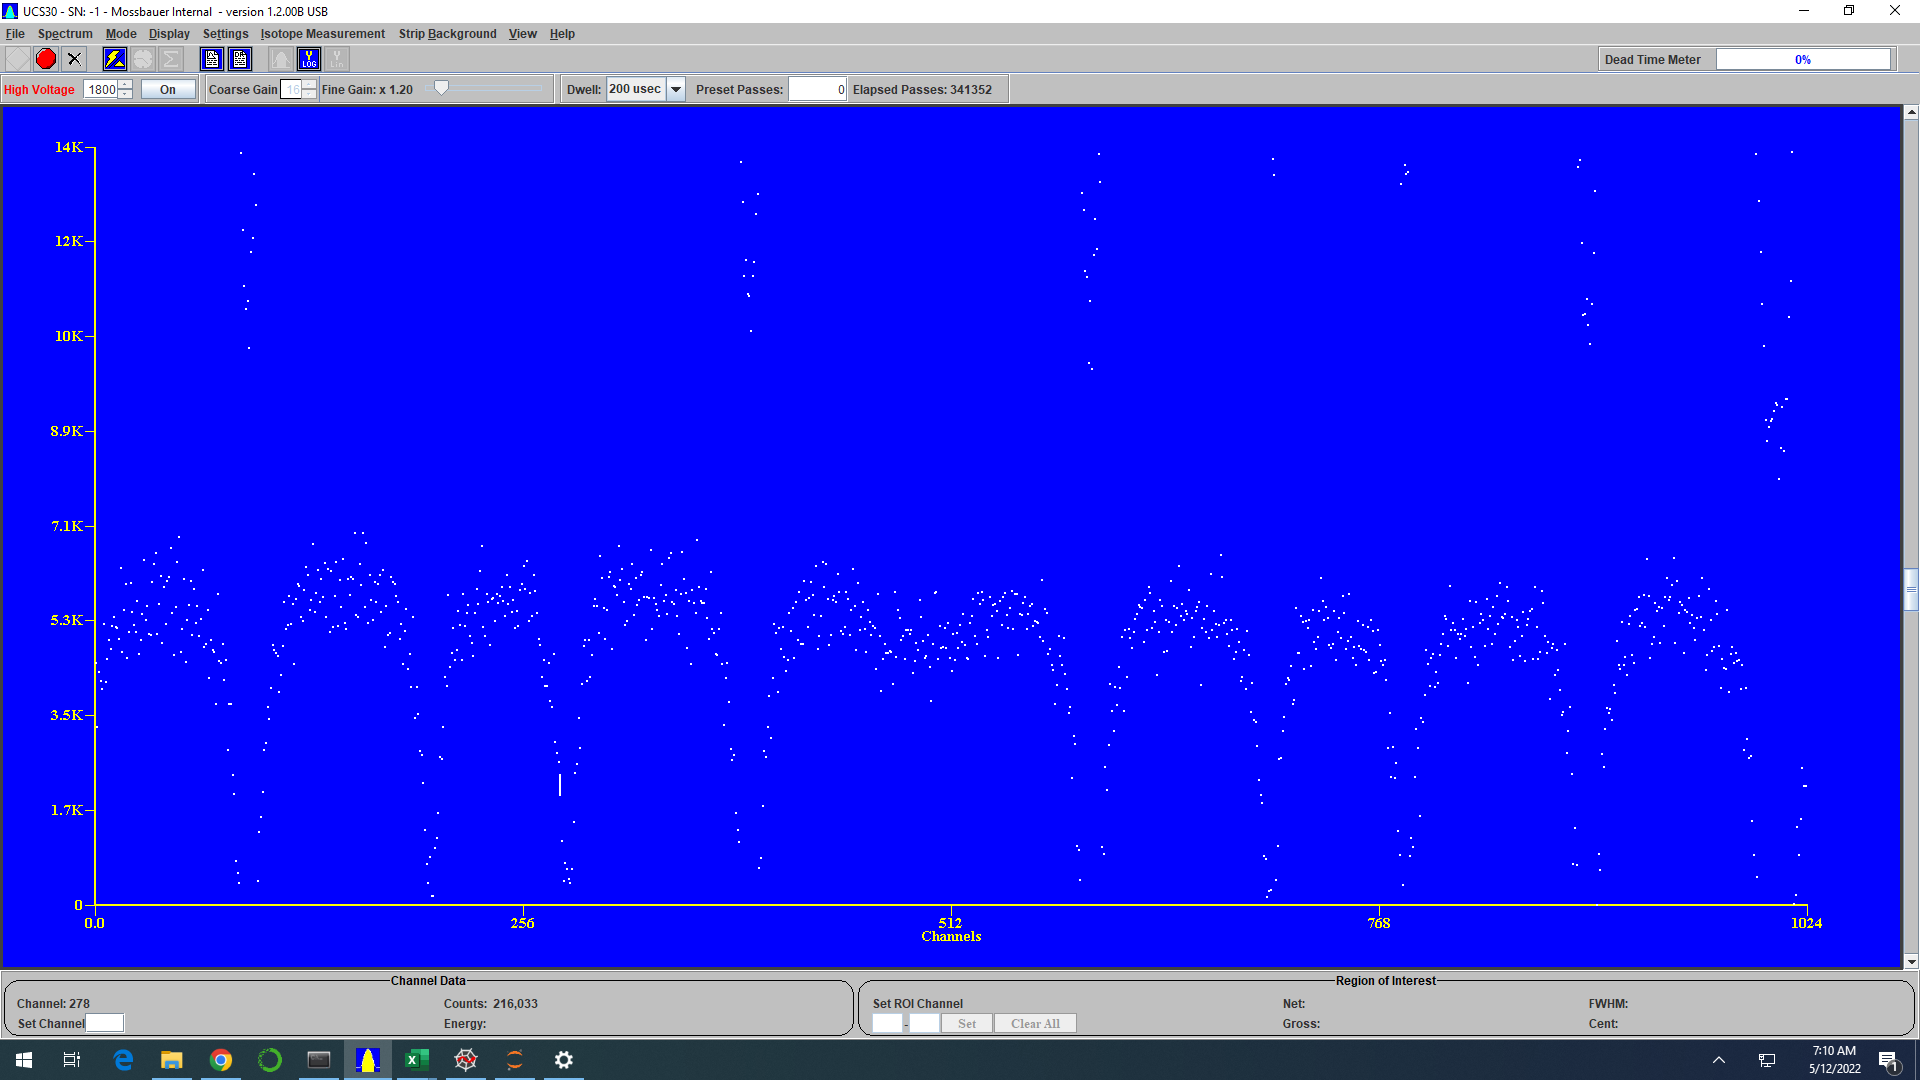 UCS30 - SN: -1 - Mossbauer Internal - version 1.2.00B USB
File Spectrum Mode Display Settings Isotope Measurement Strip Background View Help
Y LOG Y Lin
Dead Time Meter 0%
High Voltage 1800 On Coarse Gain 16 Fine Gain: x 1.20 Dwell: 200 usec Preset Passes: 0 Elapsed Passes: 341352
14K
12K
10K
8.9K
7.1K
5.3K
3.5K
1.7K
0
0.0 256 512 768 1024
Channels
Channel Data Region of Interest
Channel: 278 Counts: 216,033 Set ROI Channel Net: FWHM:
Set Channel Energy: - Set Clear All Gross: Cent:
7:10 AM
5/12/2022
1